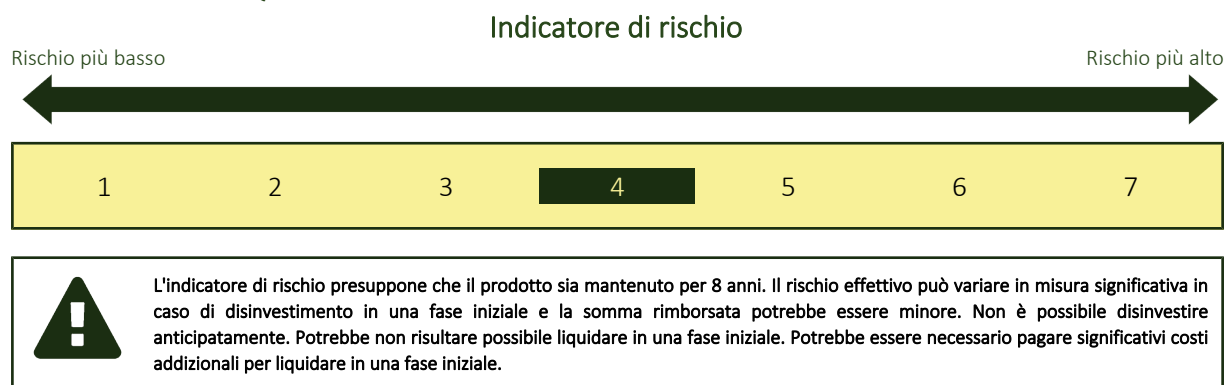 Indicatore di rischio
Rischio più basso
Rischio più alto
1 2 3 4 5 6 7
L'indicatore di rischio presuppone che il prodotto sia mantenuto per 8 anni. Il rischio effettivo può variare in misura significativa in
caso di disinvestimento in una fase iniziale e la somma rimborsata potrebbe essere minore. Non è possibile disinvestire
anticipatamente. Potrebbe non risultare possibile liquidare in una fase iniziale. Potrebbe essere necessario pagare significativi costi
addizionali per liquidare in una fase iniziale.